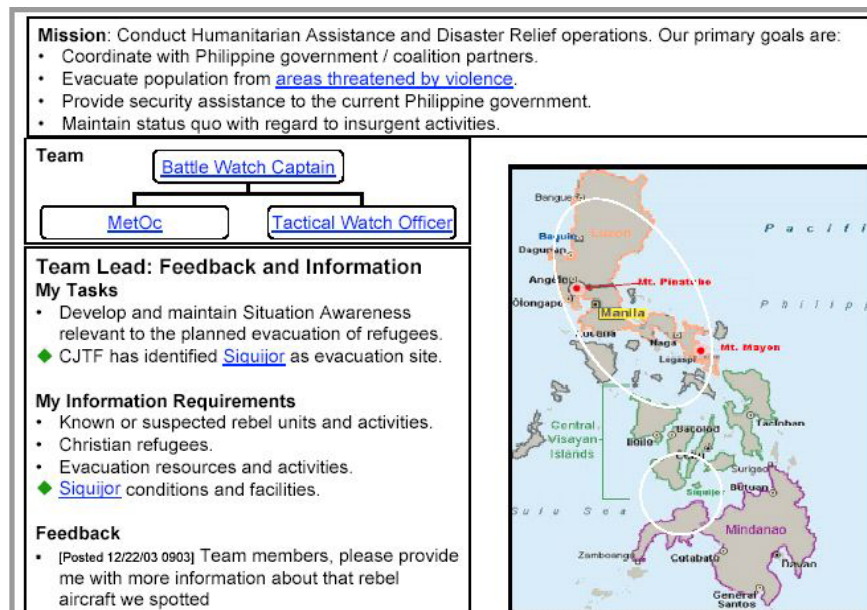 Mission: Conduct Humanitarian Assistance and Disaster Relief operations. Our primary goals are:
• Coordinate with Philippine government / coalition partners.
• Evacuate population from areas threatened by violence.
• Provide security assistance to the current Philippine government.
• Maintain status quo with regard to insurgent activities.
Team
Battle Watch Captain
MetOc
Tactical Watch Officer
Team Lead: Feedback and Information
My Tasks
• Develop and maintain Situation Awareness
relevant to the planned evacuation of refugees.
◆ CJTF has identified Siquijor as evacuation site.
My Information Requirements
• Known or suspected rebel units and activities.
• Christian refugees.
• Evacuation resources and activities.
◆ Siquijor conditions and facilities.
Feedback
▪ [Posted 12/22/03 0903] Team members, please provide
me with more information about that rebel
aircraft we spotted
Bangue
Luzon
Baguio
Dagupan
Pacifi
Angeles
Mt. Pinatubo
Olongapo
Philipp
Manila
Naga
Mt. Mayon
Legaspi
Central
Visayan
Islands
Tacloban
Bacolod
Iloilo
Cebu
Surigao
Siquijor
Butuan
Sulu Sea
Mindanao
Zamboanga
Cotabato
Davao
General
Santos